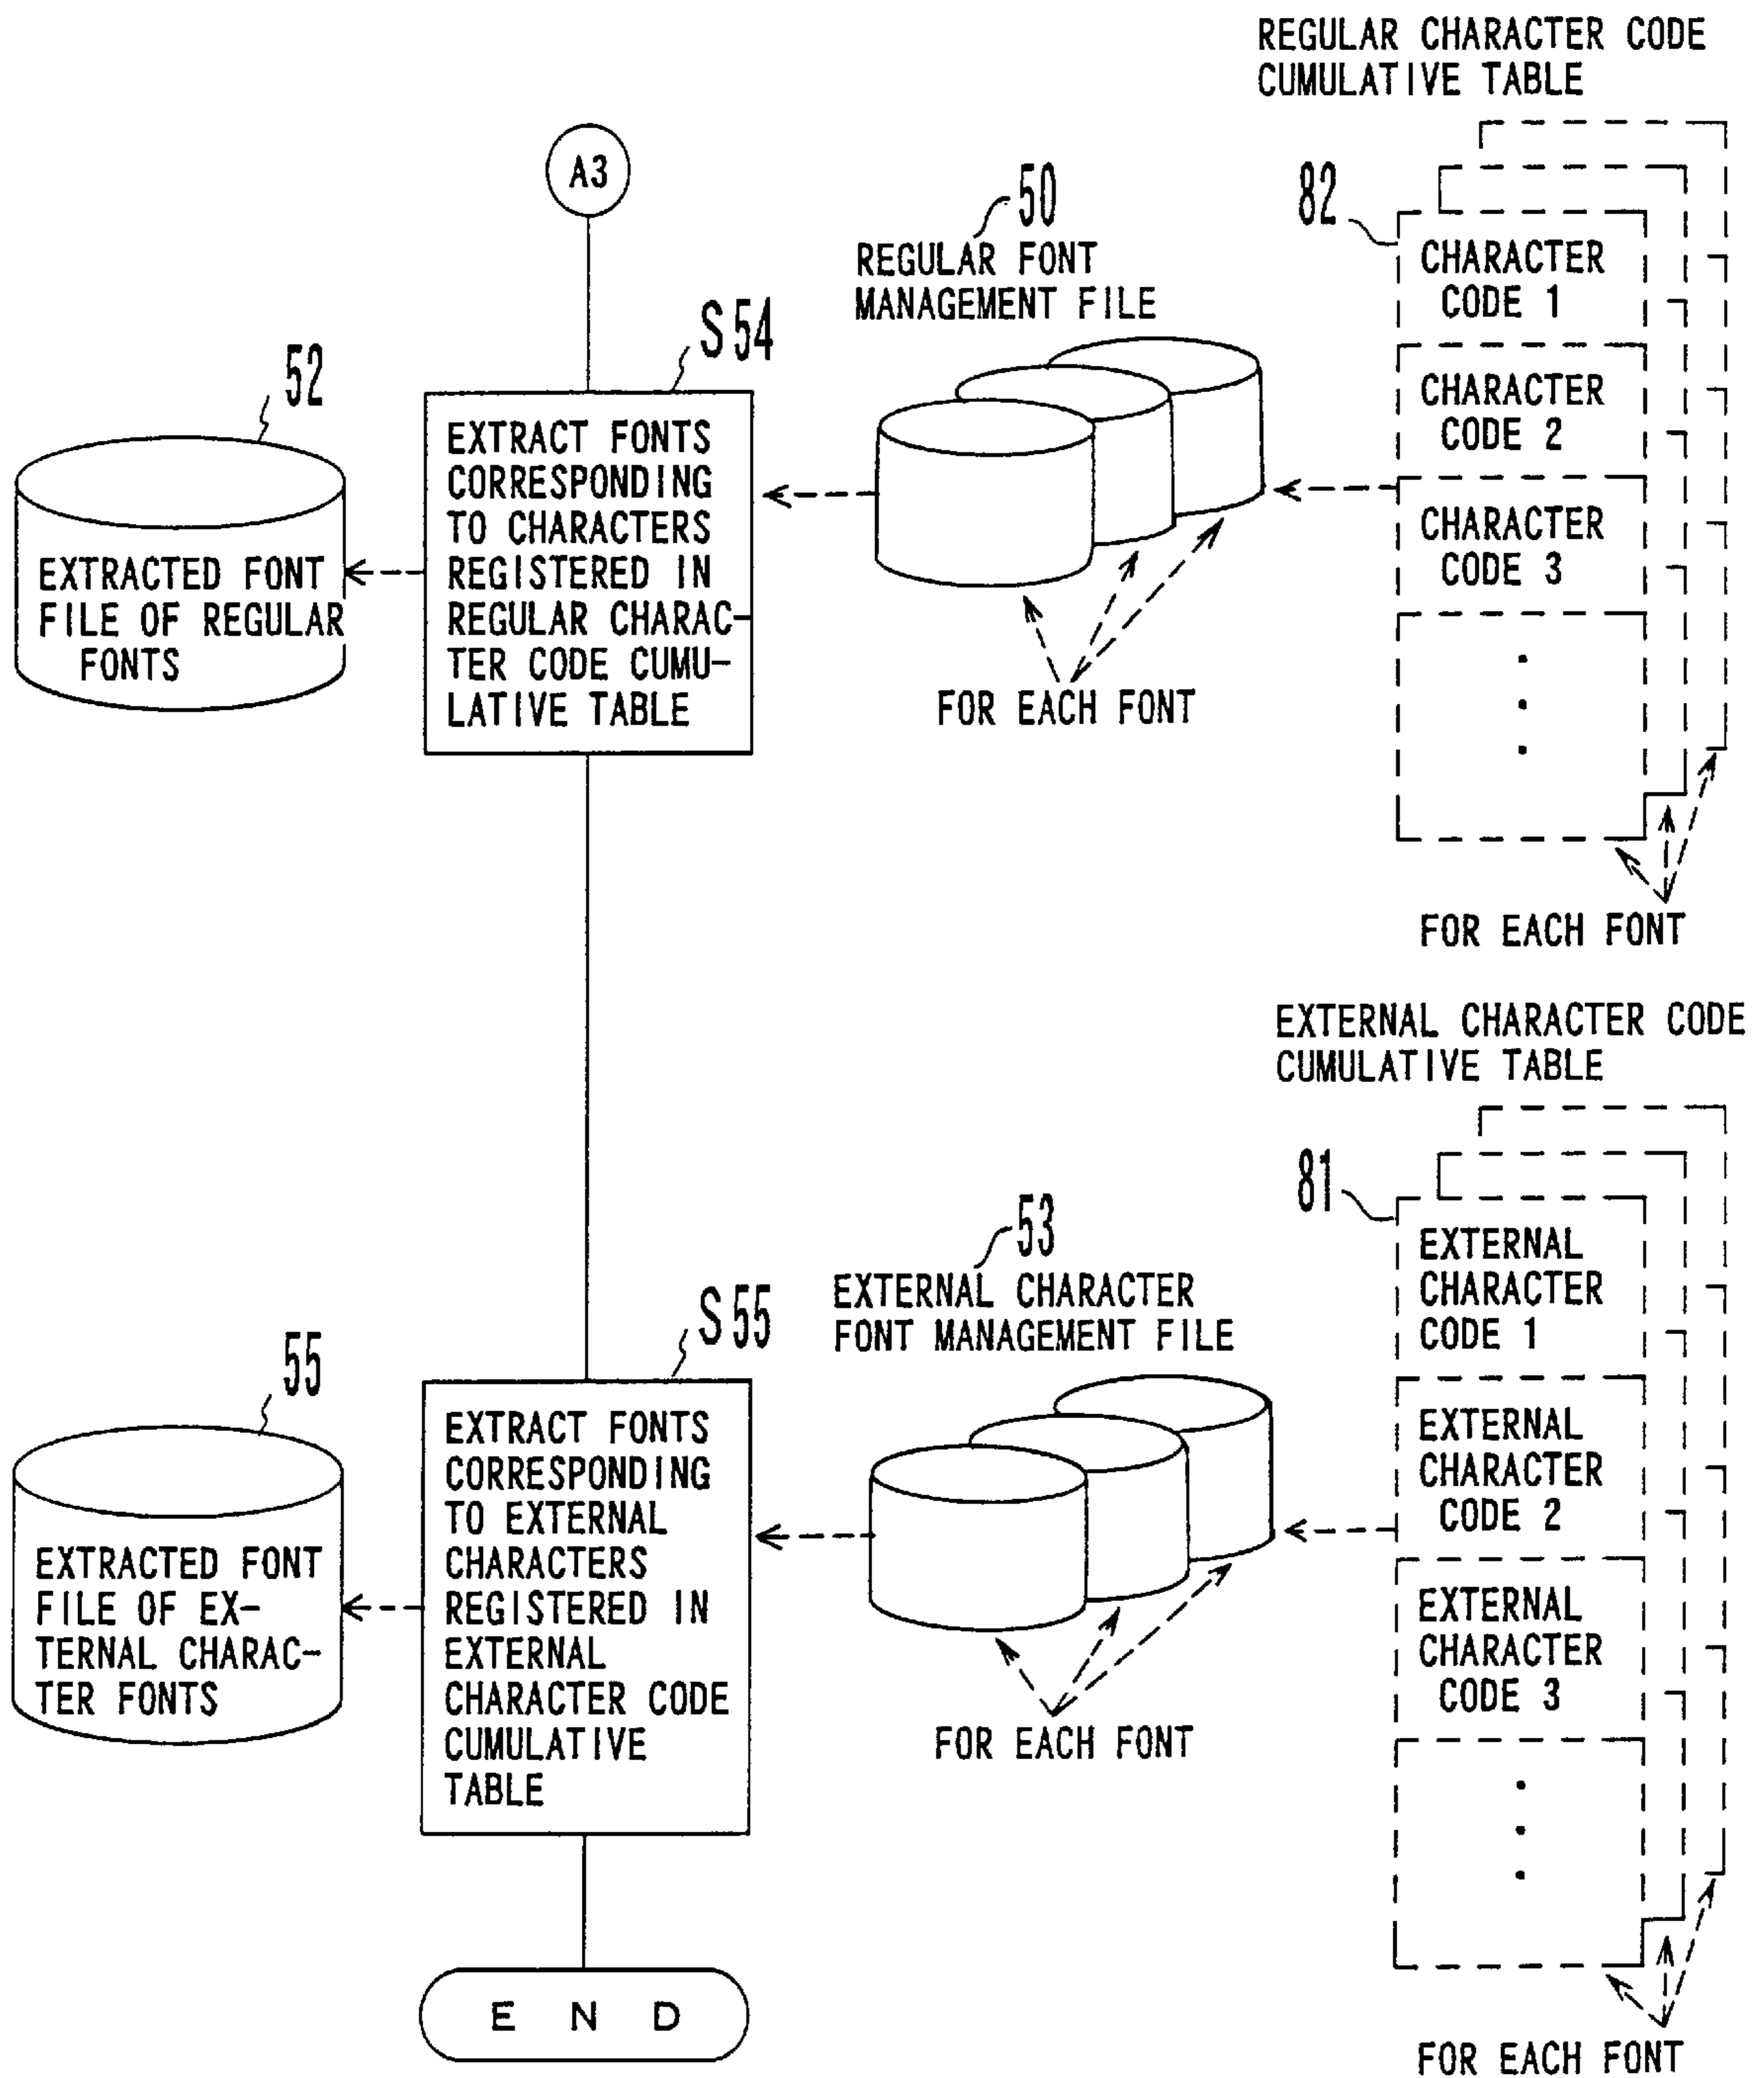 REGULAR CHARACTER CODE
CUMULATIVE TABLE
A3
50
REGULAR FONT
MANAGEMENT FILE
82
CHARACTER
CODE 1
CHARACTER
CODE 2
CHARACTER
CODE 3
FOR EACH FONT
FOR EACH FONT
S54
EXTRACT FONTS
CORRESPONDING
TO CHARACTERS
REGISTERED IN
REGULAR CHARAC-
TER CODE CUMU-
LATIVE TABLE
52
EXTRACTED FONT
FILE OF REGULAR
FONTS
EXTERNAL CHARACTER CODE
CUMULATIVE TABLE
81
EXTERNAL
CHARACTER
CODE 1
EXTERNAL
CHARACTER
CODE 2
EXTERNAL
CHARACTER
CODE 3
FOR EACH FONT
53
EXTERNAL CHARACTER
FONT MANAGEMENT FILE
FOR EACH FONT
S55
EXTRACT FONTS
CORRESPONDING
TO EXTERNAL
CHARACTERS
REGISTERED IN
EXTERNAL
CHARACTER CODE
CUMULATIVE
TABLE
55
EXTRACTED FONT
FILE OF EX-
TERNAL CHARAC-
TER FONTS
END